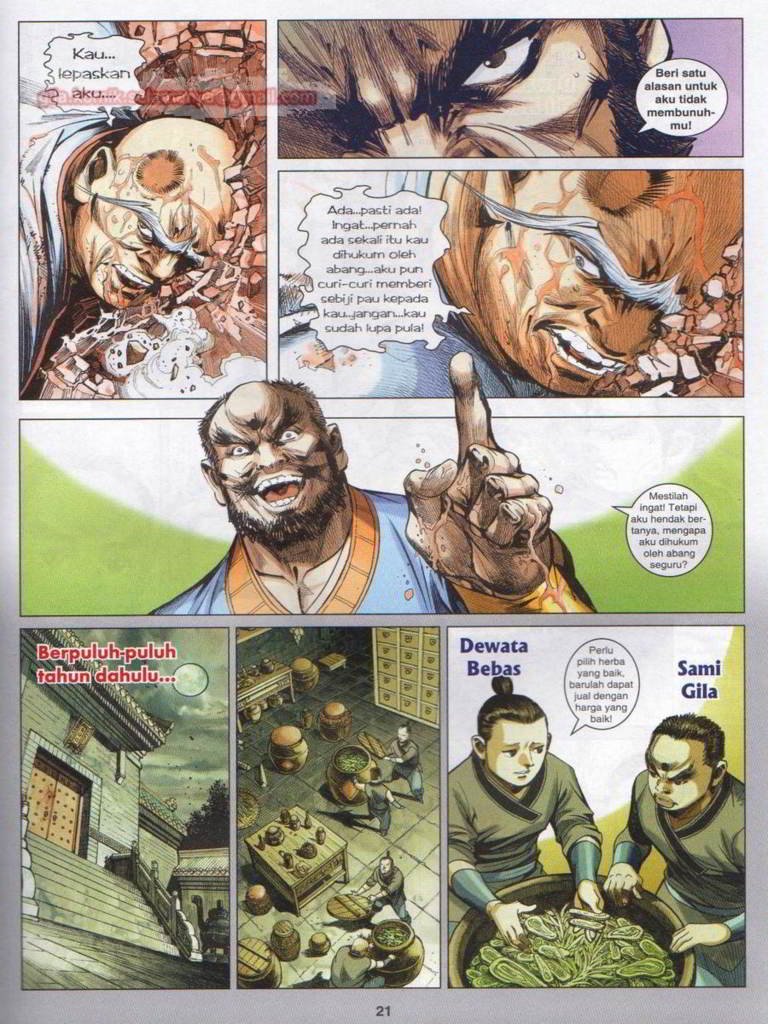 Kau...
lepaskan
aku....
Beri satu
alasan untuk
aku tidak
membunuh-
mu!
Ada...pasti ada!
Ingat...pernah
ada sekali itu kau
dihukum oleh
abang...aku pun
curi-curi memberi
sebiji pau kepada
kau...jangan...kau
sudah lupa pula!
Mestilah
ingat! Tetapi
aku hendak ber-
tanya, mengapa
aku dihukum
oleh abang
seguru?
Berpuluh-puluh
tahun dahulu...
Dewata
Bebas
Perlu
pilih herba
yang baik,
barulah dapat
jual dengan
harga yang
baik!
Sami
Gila
21